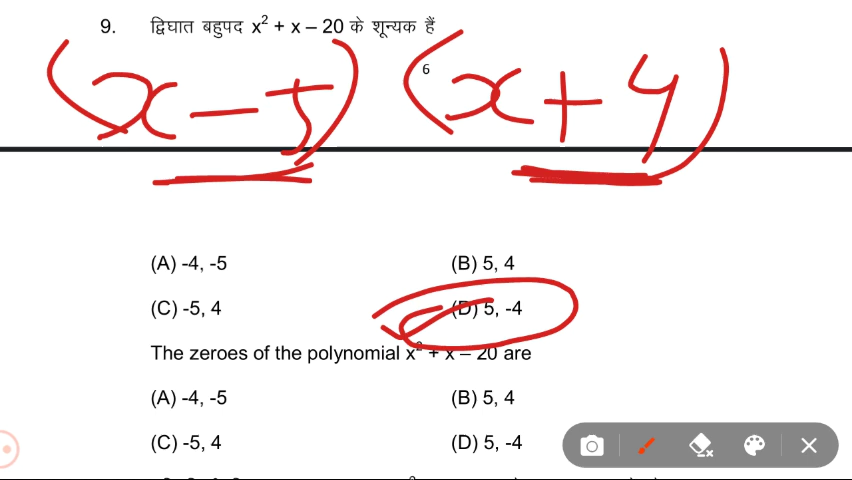 9. द्विघात बहुपद x² + x – 20 के शून्यक हैं
6
(x – 5) (x + 4)
(A) -4, -5 (B) 5, 4
(C) -5, 4 (D) 5, -4
The zeroes of the polynomial x² + x – 20 are
(A) -4, -5 (B) 5, 4
(C) -5, 4 (D) 5, -4